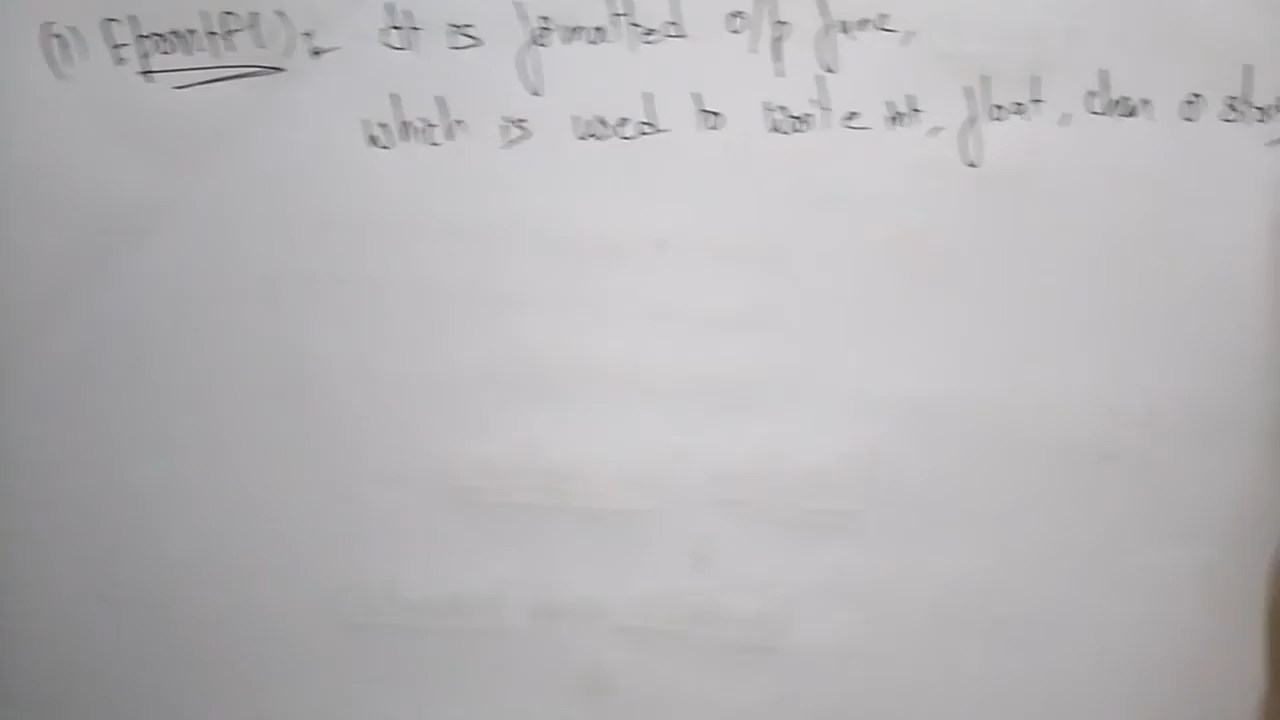 (i) fprintf():- It is formatted o/p func,
which is used to write int, float, char or